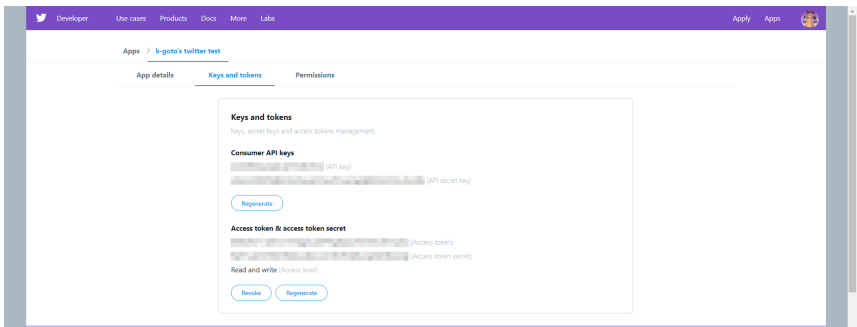 Developer Use cases Products Docs More Labs Apply Apps
Apps > k-goto's twitter test
App details Keys and tokens Permissions
Keys and tokens
Keys, secret keys and access tokens management.
Consumer API keys
(API key)
(API secret key)
Regenerate
Access token & access token secret
(Access token)
(Access token secret)
Read and write (Access level)
Revoke Regenerate